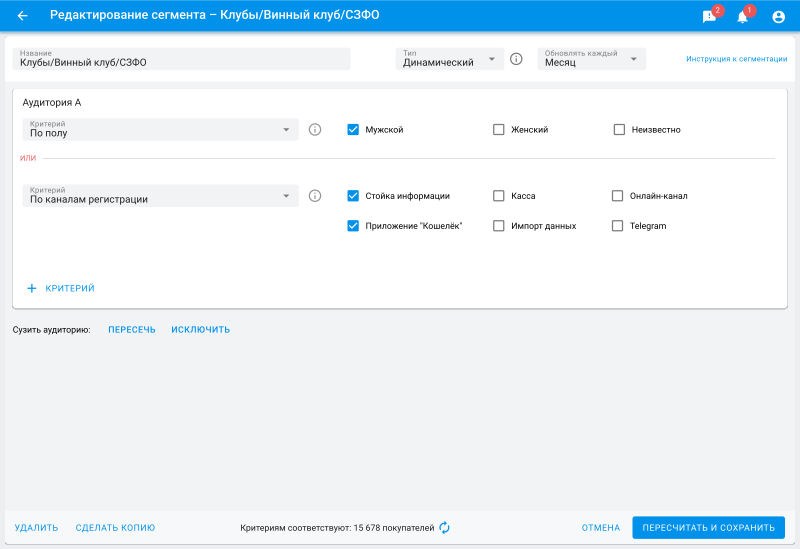 Редактирование сегмента – Клубы/Винный клуб/СЗФО
2
1
Название
Клубы/Винный клуб/СЗФО
Тип
Динамический
Обновлять каждый
Месяц
Инструкция к сегментации
Аудитория А
Критерий
По полу
Мужской
Женский
Неизвестно
ИЛИ
Критерий
По каналам регистрации
Стойка информации
Касса
Онлайн-канал
Приложение "Кошелёк"
Импорт данных
Telegram
КРИТЕРИЙ
Сузить аудиторию:
ПЕРЕСЕЧЬ
ИСКЛЮЧИТЬ
УДАЛИТЬ
СДЕЛАТЬ КОПИЮ
Критериям соответствуют: 15 678 покупателей
ОТМЕНА
ПЕРЕСЧИТАТЬ И СОХРАНИТЬ